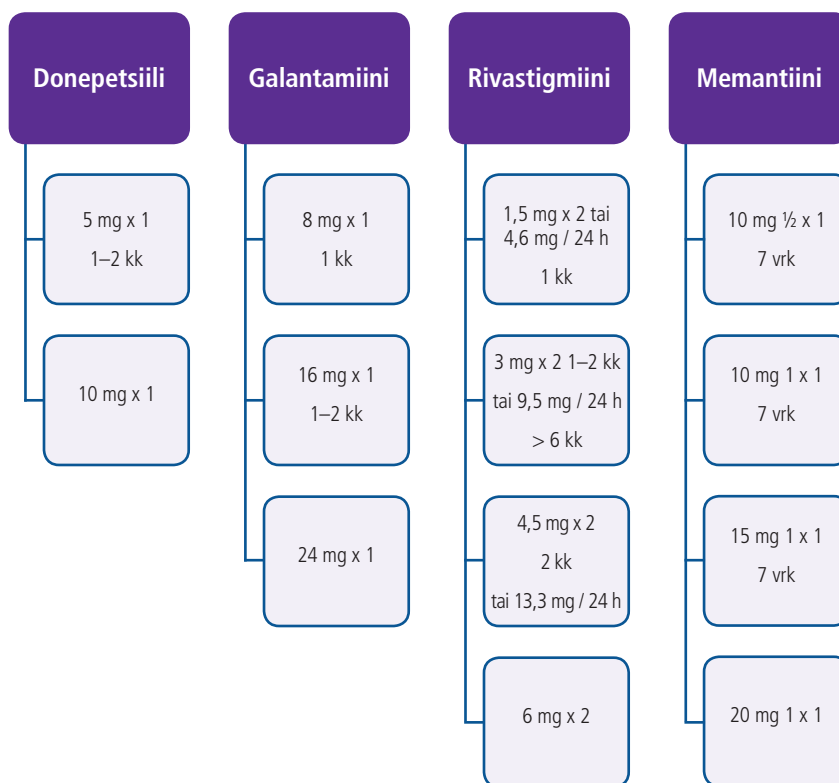 Donepetsiili
5 mg x 1
1–2 kk
10 mg x 1
Galantamiini
8 mg x 1
1 kk
16 mg x 1
1–2 kk
24 mg x 1
Rivastigmiini
1,5 mg x 2 tai
4,6 mg / 24 h
1 kk
3 mg x 2 1–2 kk
tai 9,5 mg / 24 h
> 6 kk
4,5 mg x 2
2 kk
tai 13,3 mg / 24 h
6 mg x 2
Memantiini
10 mg ½ x 1
7 vrk
10 mg 1 x 1
7 vrk
15 mg 1 x 1
7 vrk
20 mg 1 x 1